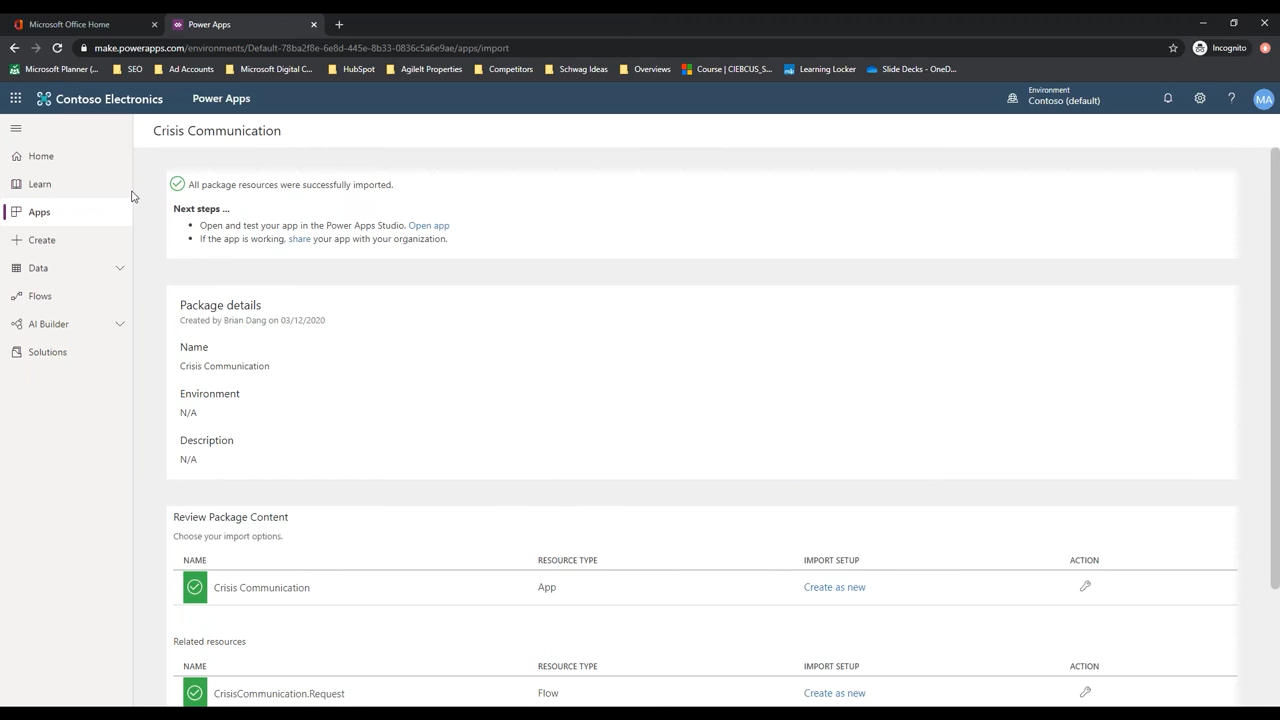 Microsoft Office Home
Power Apps
make.powerapps.com/environments/Default-78ba2f8e-6e8d-445e-8b33-0836c5a6e9ae/apps/import
Incognito
Microsoft Planner (...
SEO
Ad Accounts
Microsoft Digital C...
HubSpot
AgileIt Properties
Competitors
Schwag Ideas
Overviews
Course | CIEBCUS_S...
Learning Locker
Slide Decks - OneD...
Contoso Electronics
Power Apps
Environment
Contoso (default)
MA
Crisis Communication
Home
Learn
Apps
Create
Data
Flows
AI Builder
Solutions
All package resources were successfully imported.
Next steps ...
Open and test your app in the Power Apps Studio. Open app
If the app is working, share your app with your organization.
Package details
Created by Brian Dang on 03/12/2020
Name
Crisis Communication
Environment
N/A
Description
N/A
Review Package Content
Choose your import options.
NAME RESOURCE TYPE IMPORT SETUP ACTION
Crisis Communication App Create as new
Related resources
NAME RESOURCE TYPE IMPORT SETUP ACTION
CrisisCommunication.Request Flow Create as new